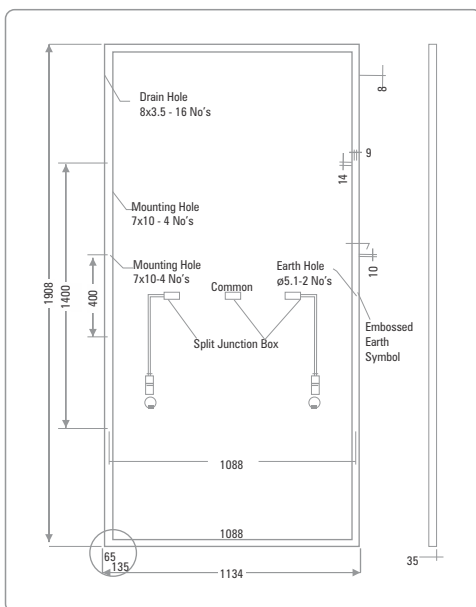 Drain Hole
8x3.5 - 16 No's
8
9
14
Mounting Hole
7x10 - 4 No's
7
Mounting Hole
7x10-4 No's
Earth Hole
ø5.1-2 No's
10
1908
1400
400
Common
Split Junction Box
Embossed
Earth
Symbol
1088
1088
65
135
1134
35